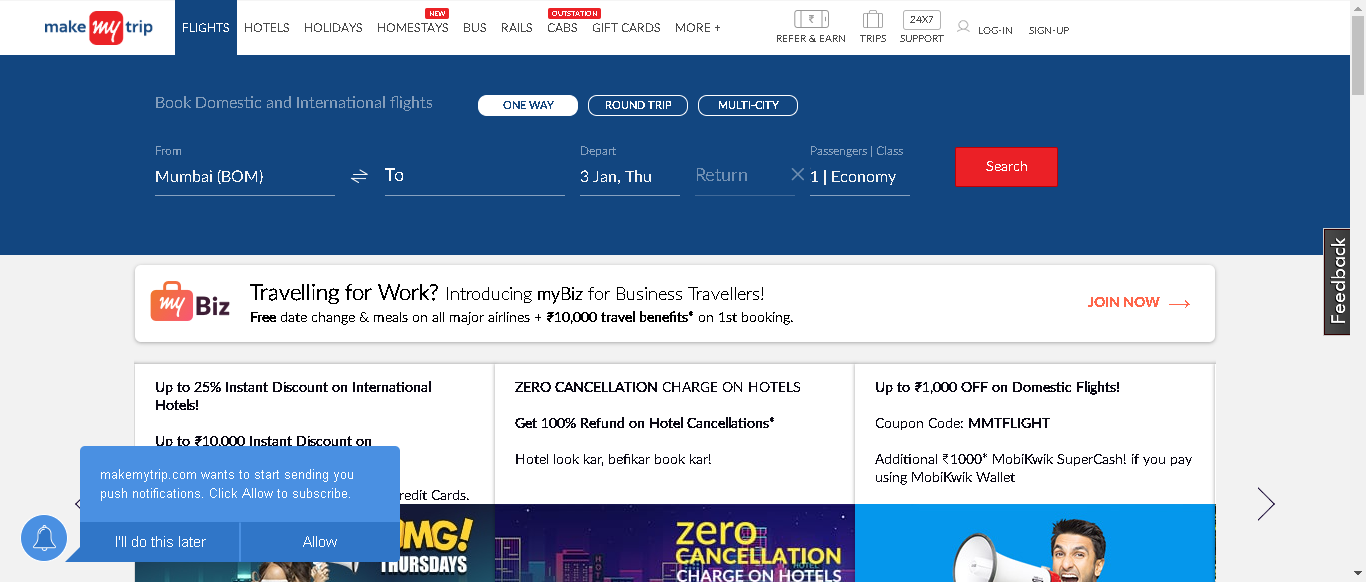 make my trip
FLIGHTS HOTELS HOLIDAYS HOMESTAYS NEW BUS RAILS CABS OUTSTATION GIFT CARDS MORE +
₹ REFER & EARN TRIPS 24X7 SUPPORT LOG-IN SIGN-UP
Book Domestic and International flights ONE WAY ROUND TRIP MULTI-CITY
From Depart Passengers | Class
Mumbai (BOM) To 3 Jan, Thu Return 1 | Economy Search
Feedback
my Biz
Travelling for Work? Introducing myBiz for Business Travellers!
Free date change & meals on all major airlines + ₹10,000 travel benefits* on 1st booking.
JOIN NOW
Up to 25% Instant Discount on International
Hotels!
Up to ₹10,000 Instant Discount on
redit Cards.
ZERO CANCELLATION CHARGE ON HOTELS
Get 100% Refund on Hotel Cancellations*
Hotel look kar, befikar book kar!
Up to ₹1,000 OFF on Domestic Flights!
Coupon Code: MMTFLIGHT
Additional ₹1000* MobiKwik SuperCash! if you pay
using MobiKwik Wallet
makemytrip.com wants to start sending you
push notifications. Click Allow to subscribe.
I'll do this later Allow
OMG!
THURSDAYS
HOTEL
zero
CANCELLATION
CHARGE ON HOTELS